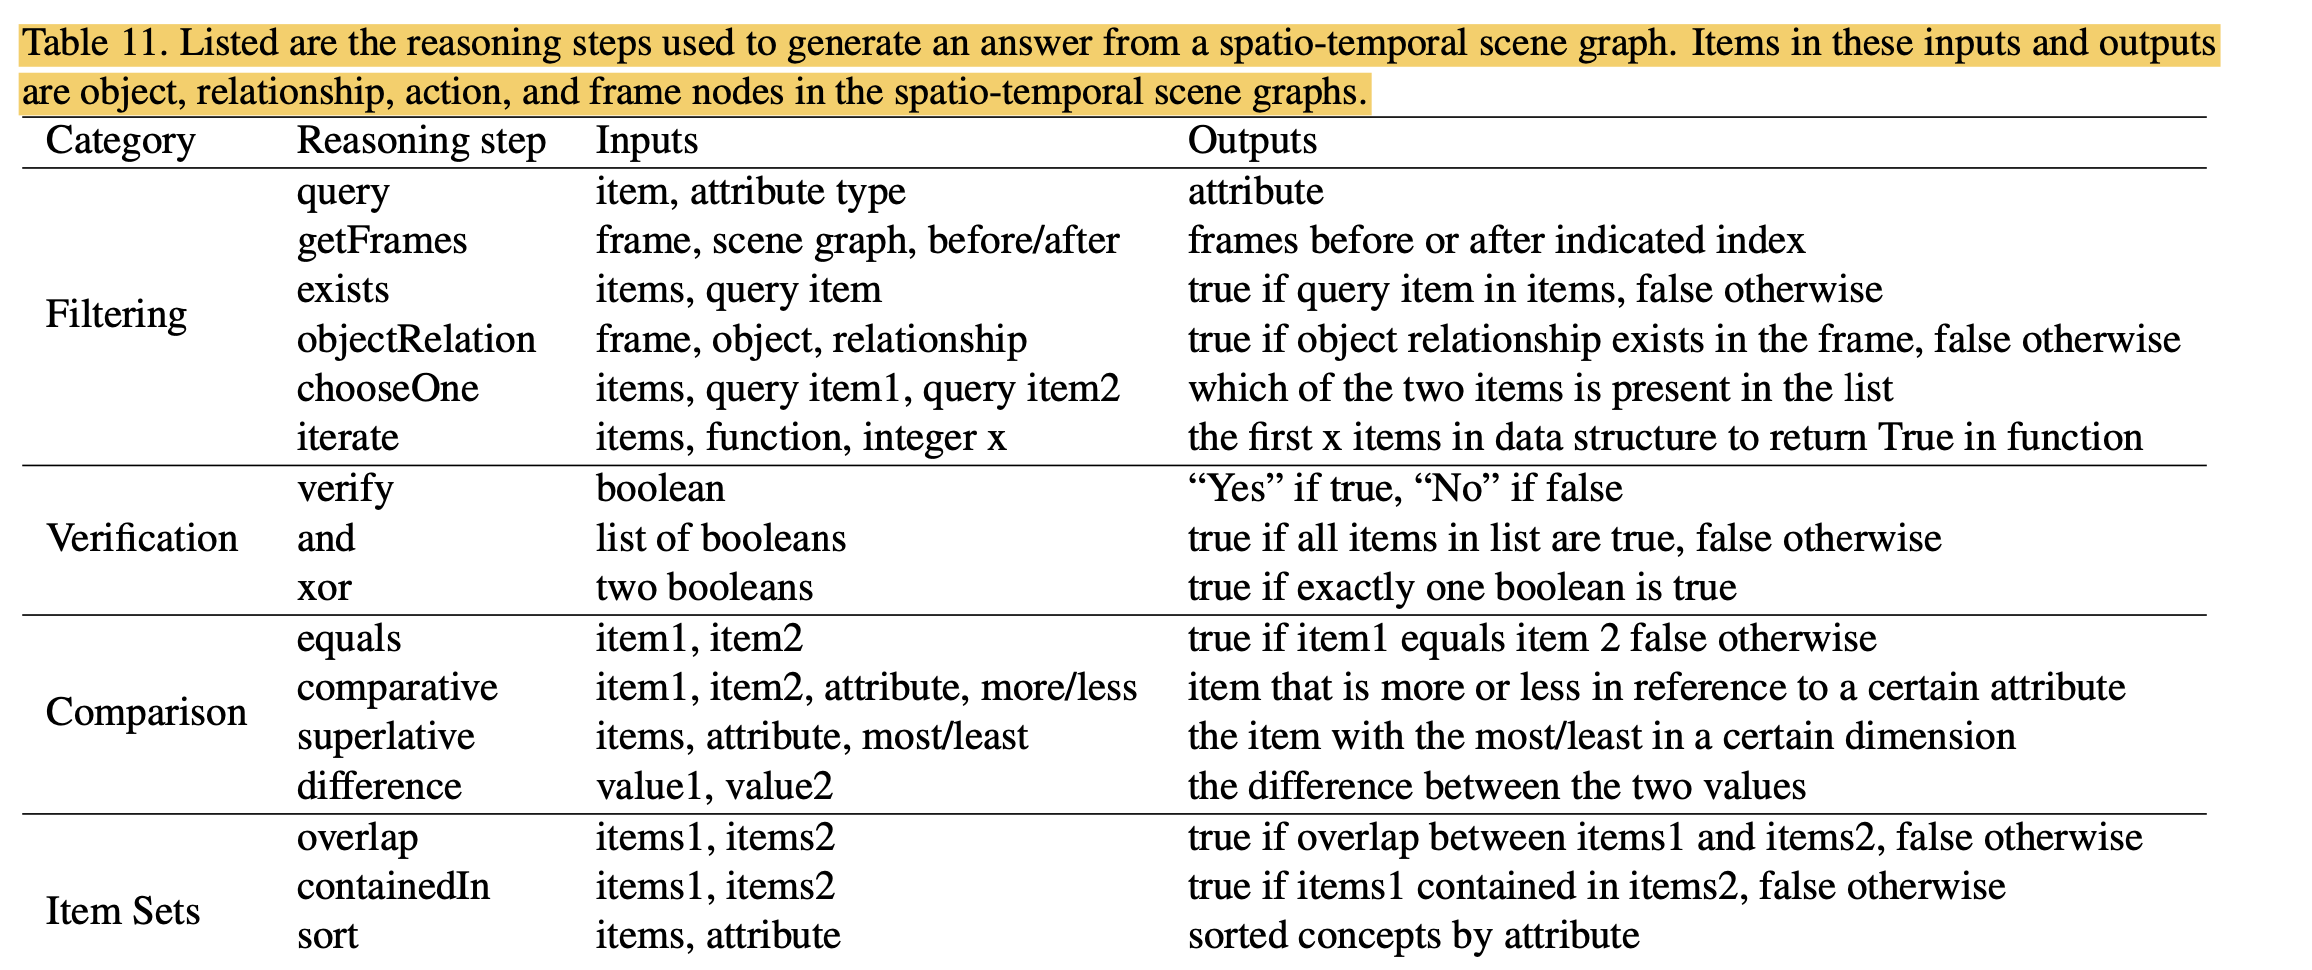 Table 11. Listed are the reasoning steps used to generate an answer from a spatio-temporal scene graph. Items in these inputs and outputs
are object, relationship, action, and frame nodes in the spatio-temporal scene graphs.
Category Reasoning step Inputs Outputs
query item, attribute type attribute
getFrames frame, scene graph, before/after frames before or after indicated index
exists items, query item true if query item in items, false otherwise
Filtering
objectRelation frame, object, relationship true if object relationship exists in the frame, false otherwise
chooseOne items, query item1, query item2 which of the two items is present in the list
iterate items, function, integer x the first x items in data structure to return True in function
verify boolean “Yes” if true, “No” if false
Verification and list of booleans true if all items in list are true, false otherwise
xor two booleans true if exactly one boolean is true
equals item1, item2 true if item1 equals item 2 false otherwise
comparative item1, item2, attribute, more/less item that is more or less in reference to a certain attribute
Comparison
superlative items, attribute, most/least the item with the most/least in a certain dimension
difference value1, value2 the difference between the two values
overlap items1, items2 true if overlap between items1 and items2, false otherwise
containedIn items1, items2 true if items1 contained in items2, false otherwise
Item Sets
sort items, attribute sorted concepts by attribute